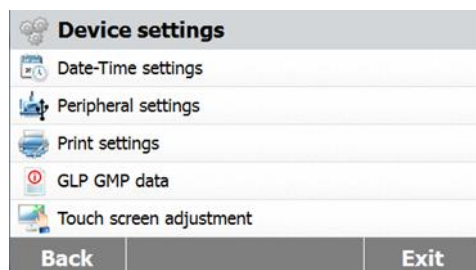 Device settings
Date-Time settings
Peripheral settings
Print settings
GLP GMP data
Touch screen adjustment
Back
Exit